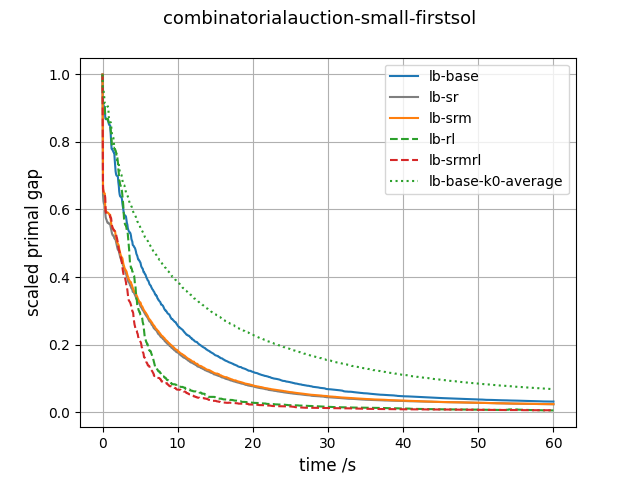 combinatorialauction-small-firstsol
scaled primal gap
1.0
0.8
0.6
0.4
0.2
0.0
lb-base
lb-sr
lb-srm
lb-rl
lb-srmrl
lb-base-k0-average
0 10 20 30 40 50 60
time /s